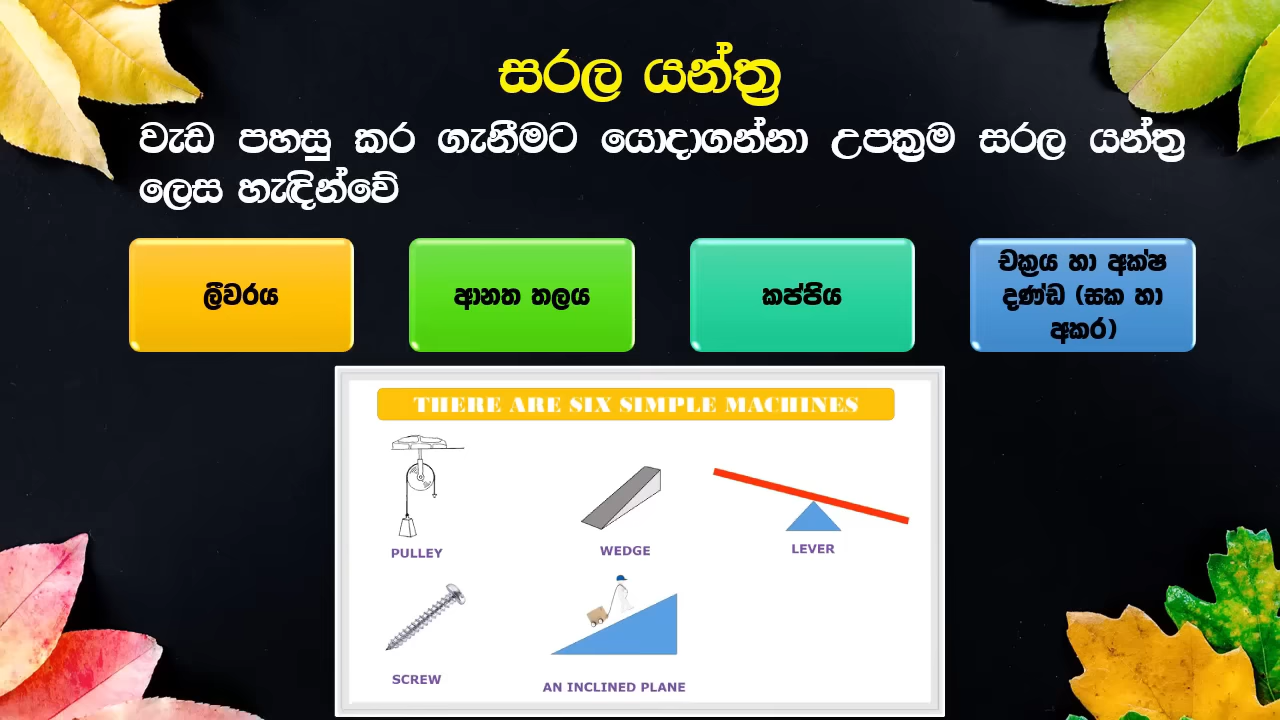 සරල යන්ත්‍ර
වැඩ පහසු කර ගැනීමට යොදාගන්නා උපක්‍රම සරල යන්ත්‍ර
ලෙස හැඳින්වේ
ලීවරය
ආනත තලය
කප්පිය
චක්‍රය හා අක්ෂ
දණ්ඩ (සක හා
අකර)
THERE ARE SIX SIMPLE MACHINES
PULLEY
WEDGE
LEVER
SCREW
AN INCLINED PLANE